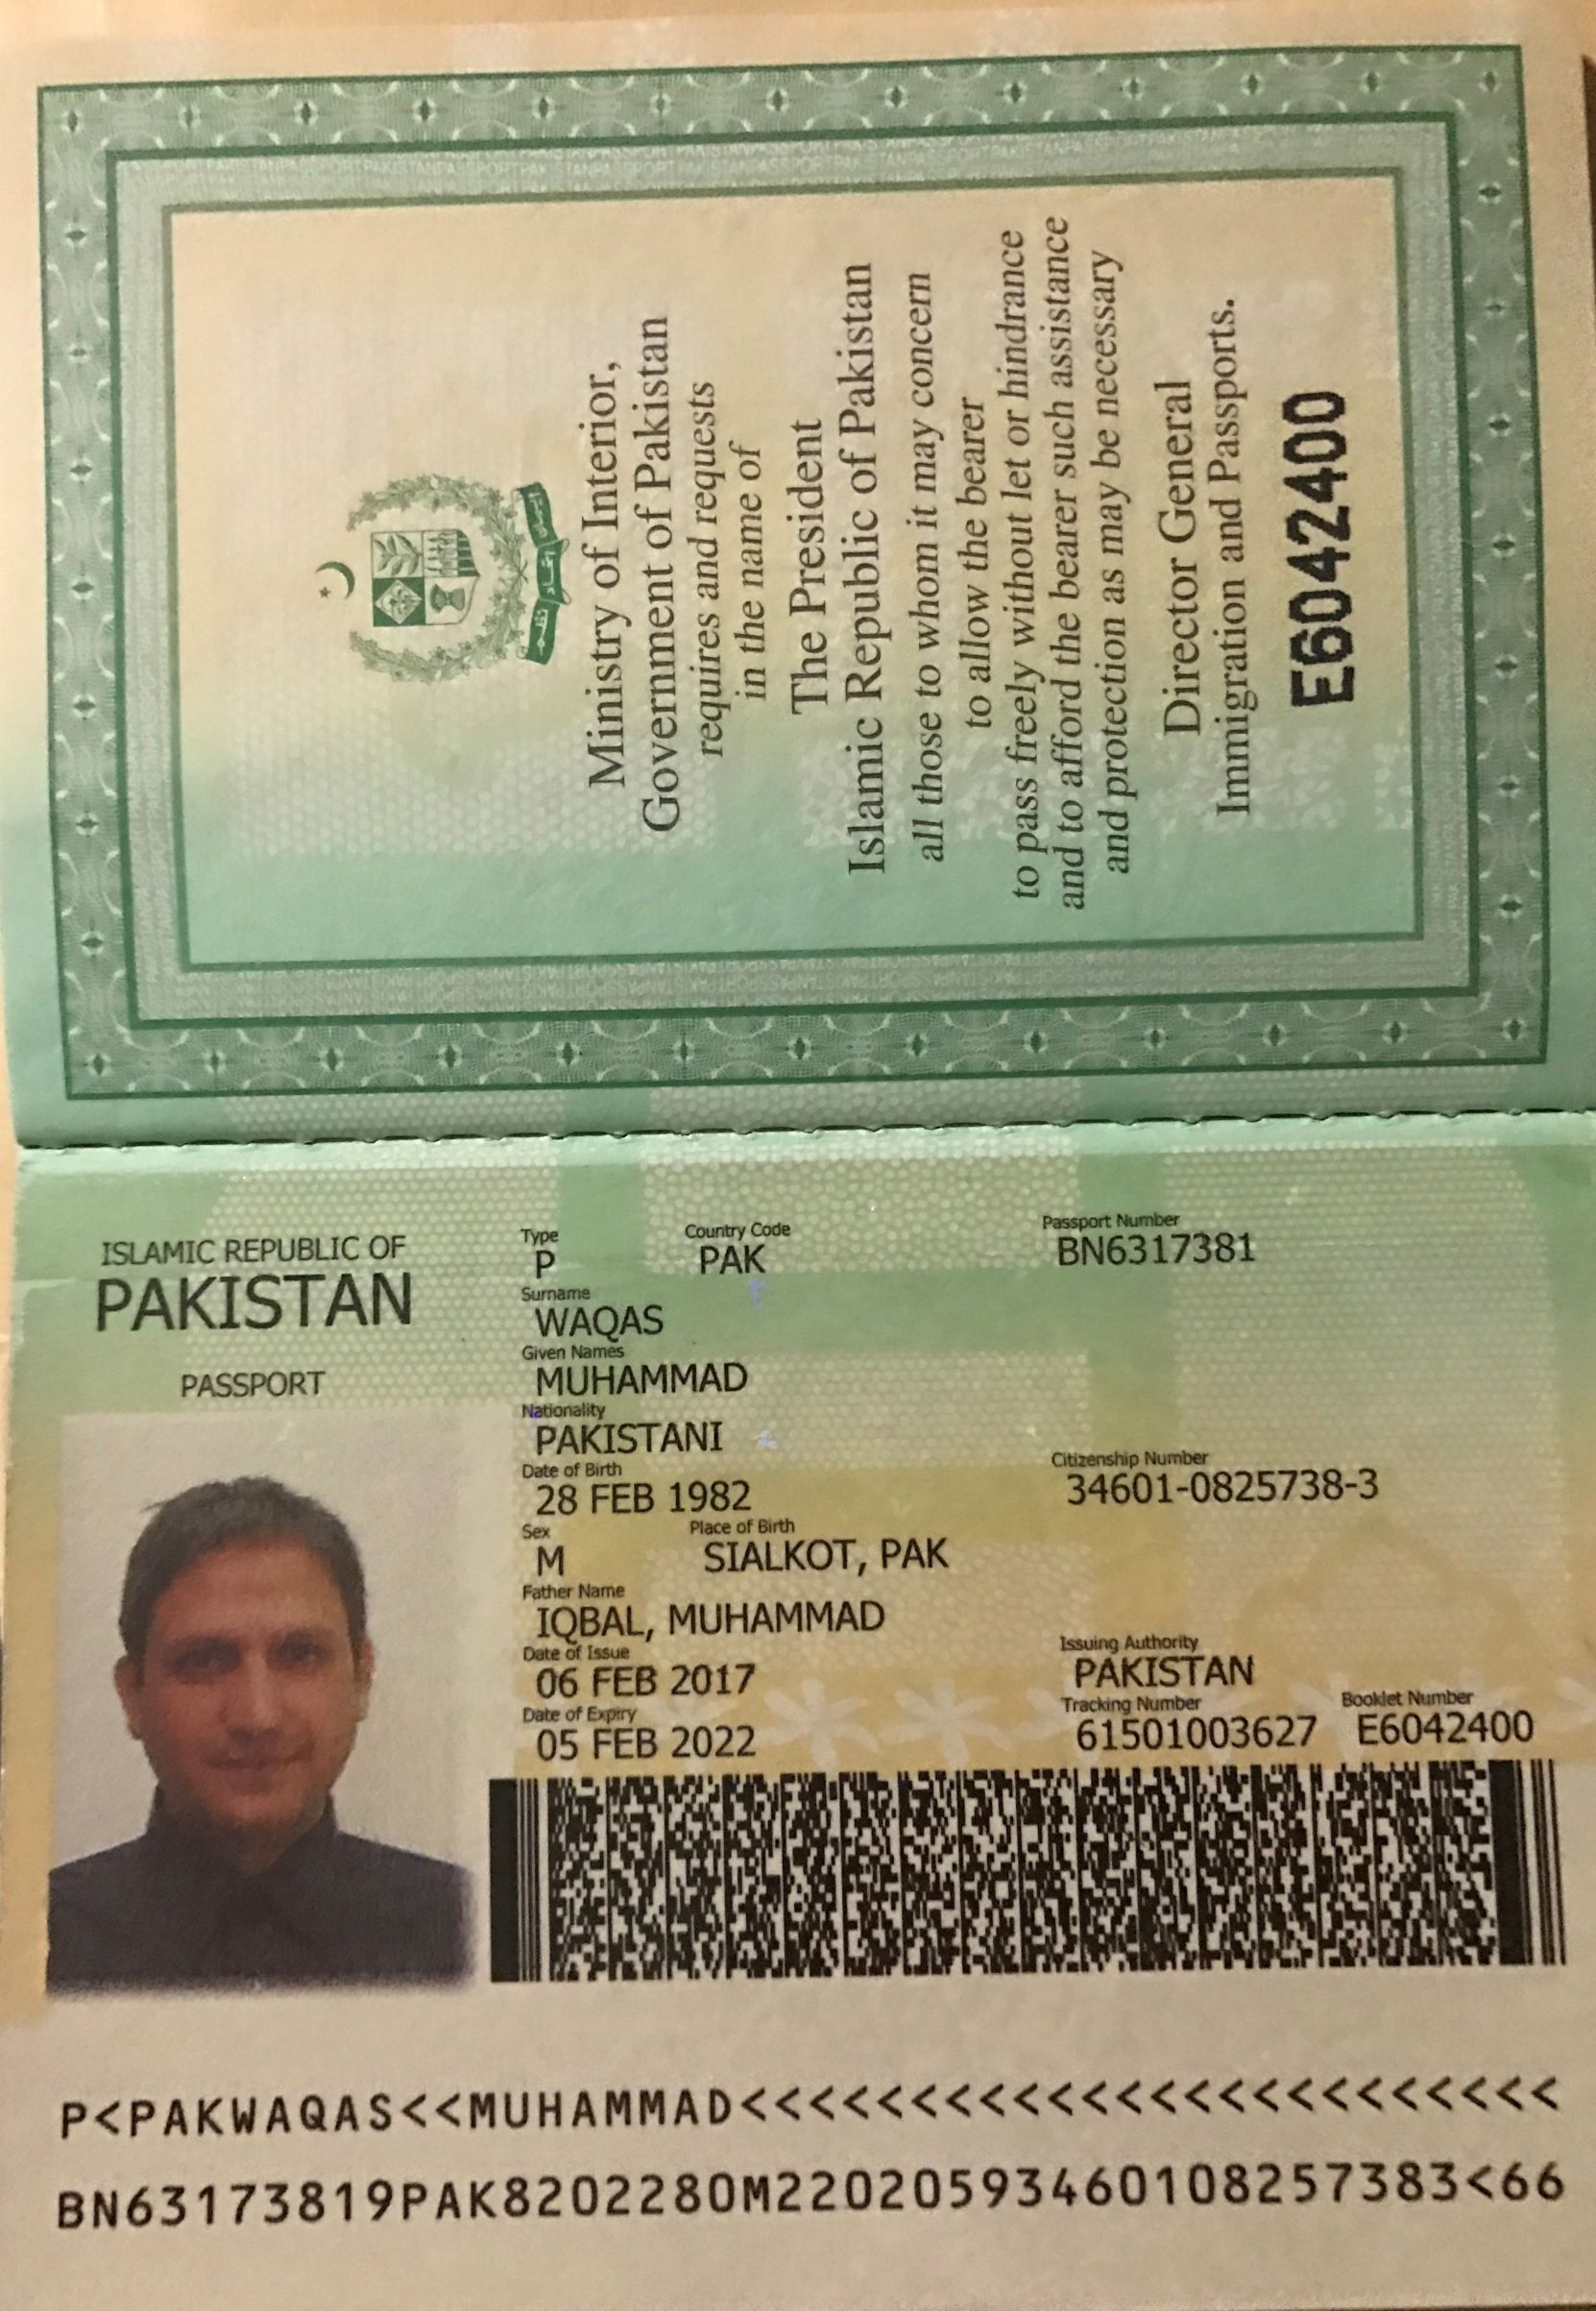 Ministry of Interior,
Government of Pakistan
requires and requests
in the name of
The President
Islamic Republic of Pakistan
all those to whom it may concern
to allow the bearer
to pass freely without let or hindrance
and to afford the bearer such assistance
and protection as may be necessary
Director General
Immigration and Passports.
E6042400
ISLAMIC REPUBLIC OF
PAKISTAN
PASSPORT
Type Country Code Passport Number
P PAK BN6317381
Surname
WAQAS
Given Names
MUHAMMAD
Nationality
PAKISTANI
Date of Birth Citizenship Number
28 FEB 1982 34601-0825738-3
Sex Place of Birth
M SIALKOT, PAK
Father Name
IQBAL, MUHAMMAD
Date of Issue Issuing Authority
06 FEB 2017 PAKISTAN
Date of Expiry Tracking Number Booklet Number
05 FEB 2022 61501003627 E6042400
P<PAKWAQAS<<MUHAMMAD<<<<<<<<<<<<<<<<<<<<<<<<
BN63173819PAK8202280M2202059346010825​7383<66